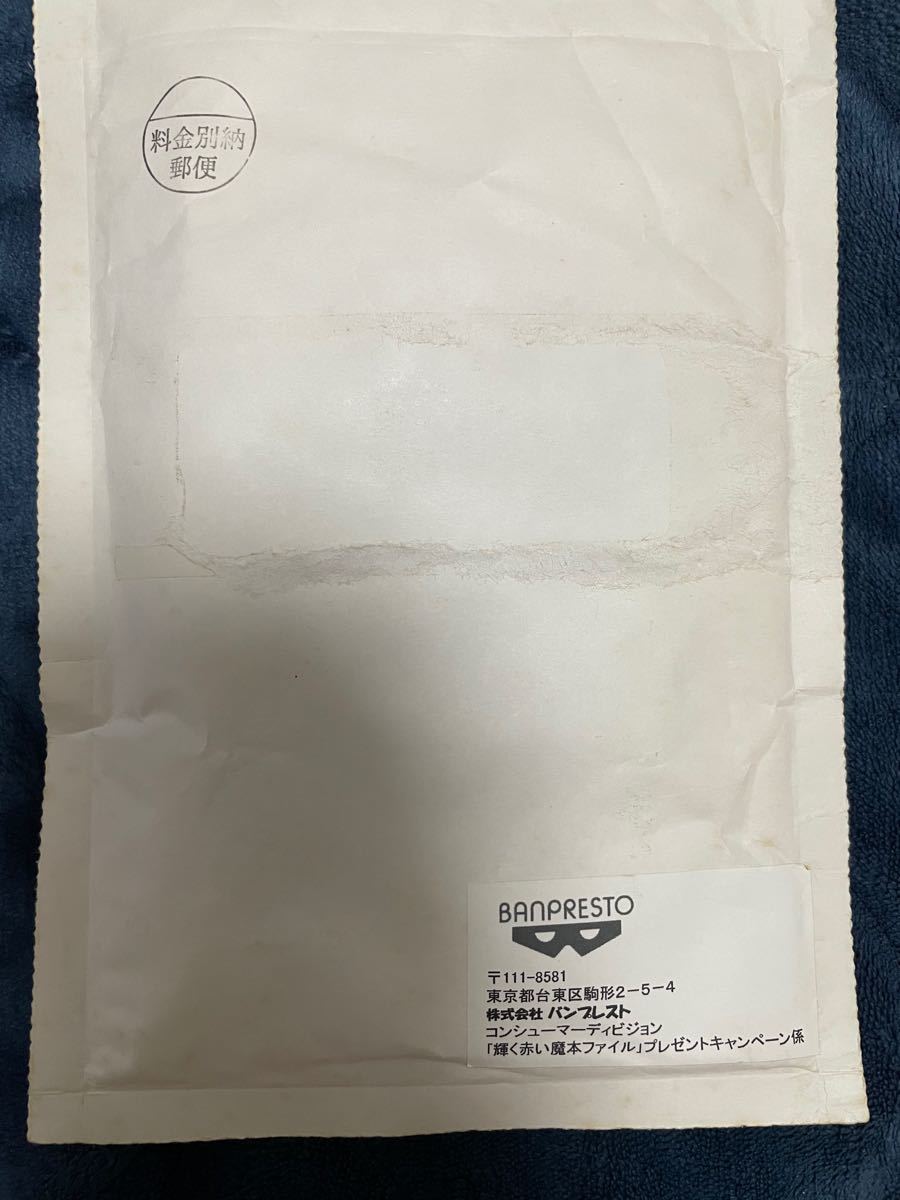 料金別納
郵便
BANPRESTO
〒111-8581
東京都台東区駒形2-5-4
株式会社 バンプレスト
コンシューマーディビジョン
「輝く赤い魔本ファイル」プレゼントキャンペーン係